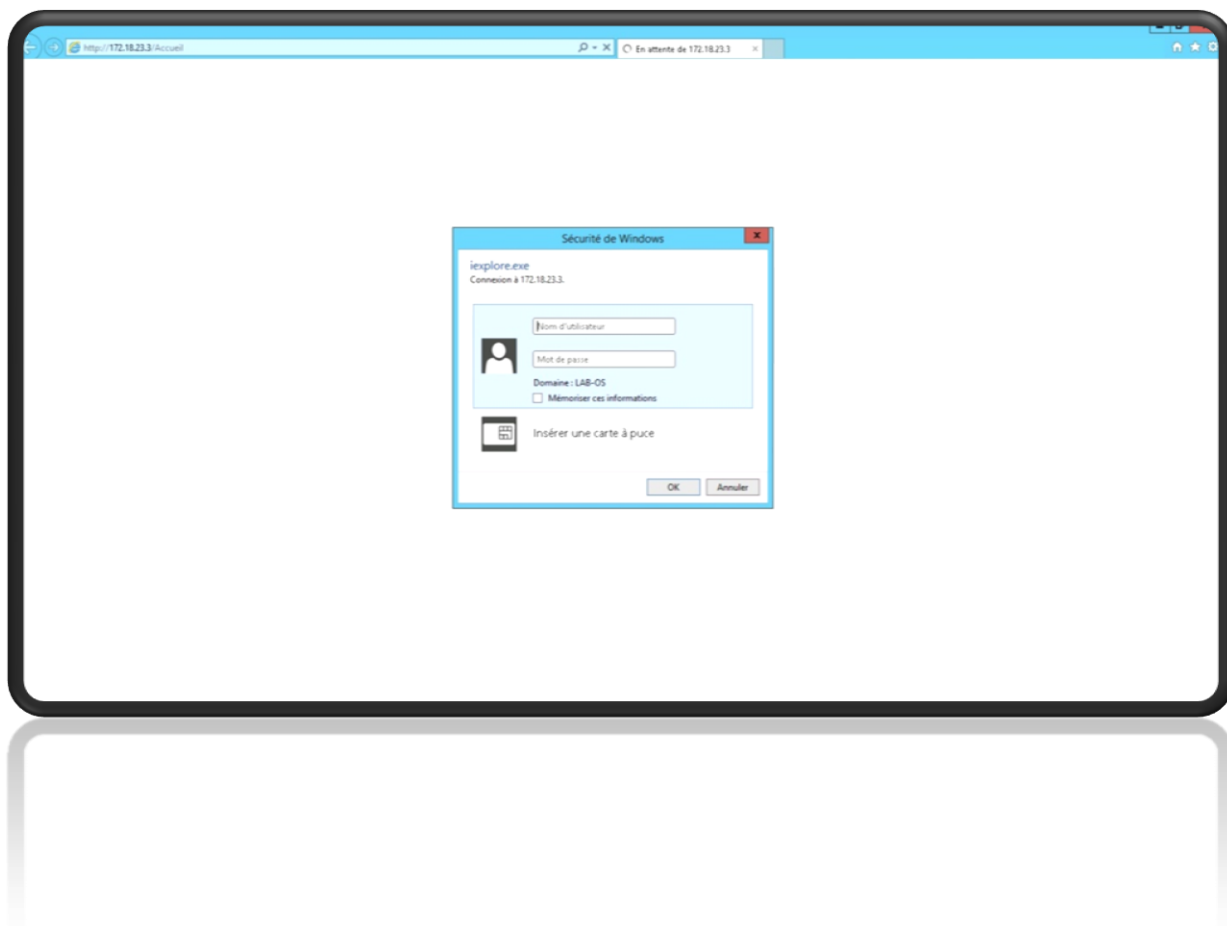 http://172.18.23.3/Accueil
En attente de 172.18.23.3
Sécurité de Windows
iexplore.exe
Connexion à 172.18.23.3.
Nom d'utilisateur
Mot de passe
Domaine : LAB-OS
Mémoriser ces informations
Insérer une carte à puce
OK
Annuler